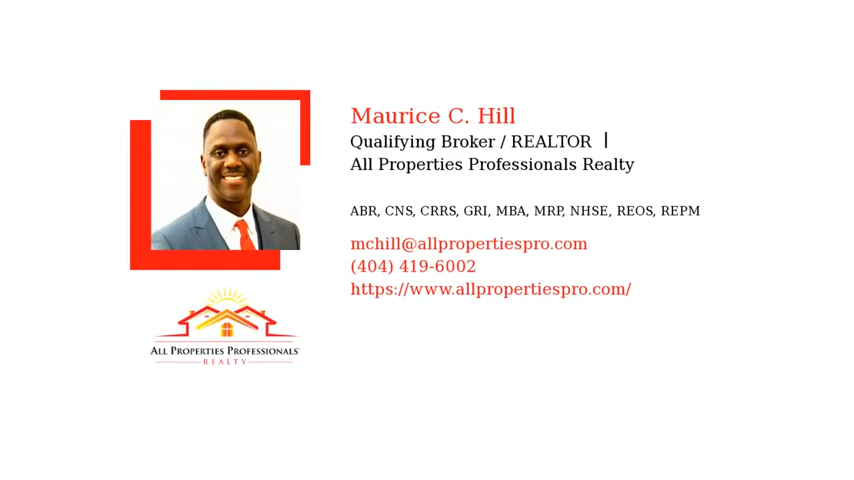 Maurice C. Hill
Qualifying Broker / REALTOR |
All Properties Professionals Realty
ABR, CNS, CRRS, GRI, MBA, MRP, NHSE, REOS, REPM
mchill@allpropertiespro.com
(404) 419-6002
https://www.allpropertiespro.com/
ALL PROPERTIES PROFESSIONALS
REALTY